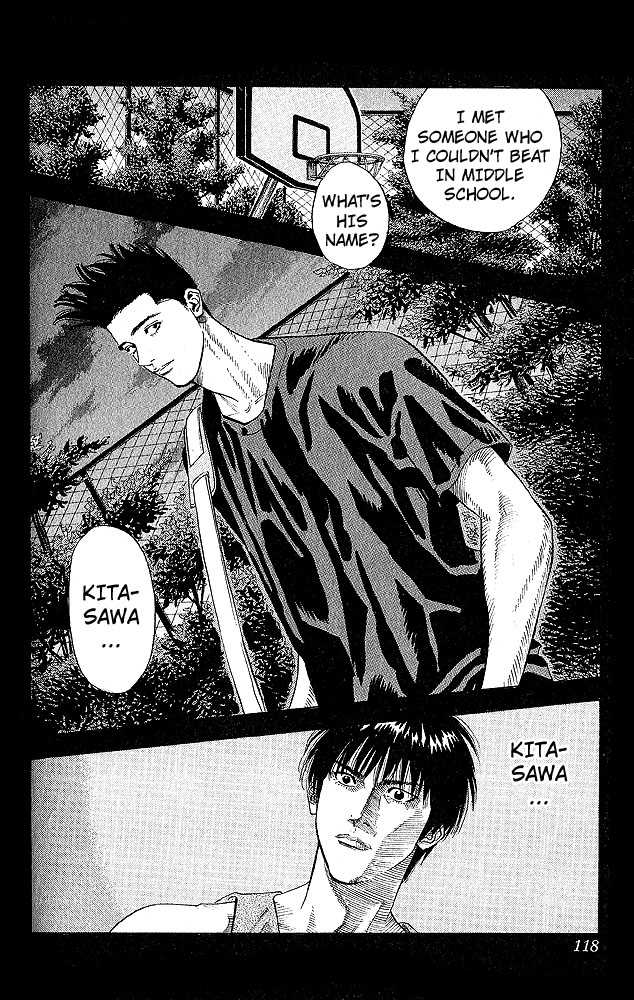 I MET
SOMEONE WHO
I COULDN'T BEAT
IN MIDDLE
SCHOOL.
WHAT'S
HIS
NAME?
KITA-
SAWA
...
KITA-
SAWA
...
118